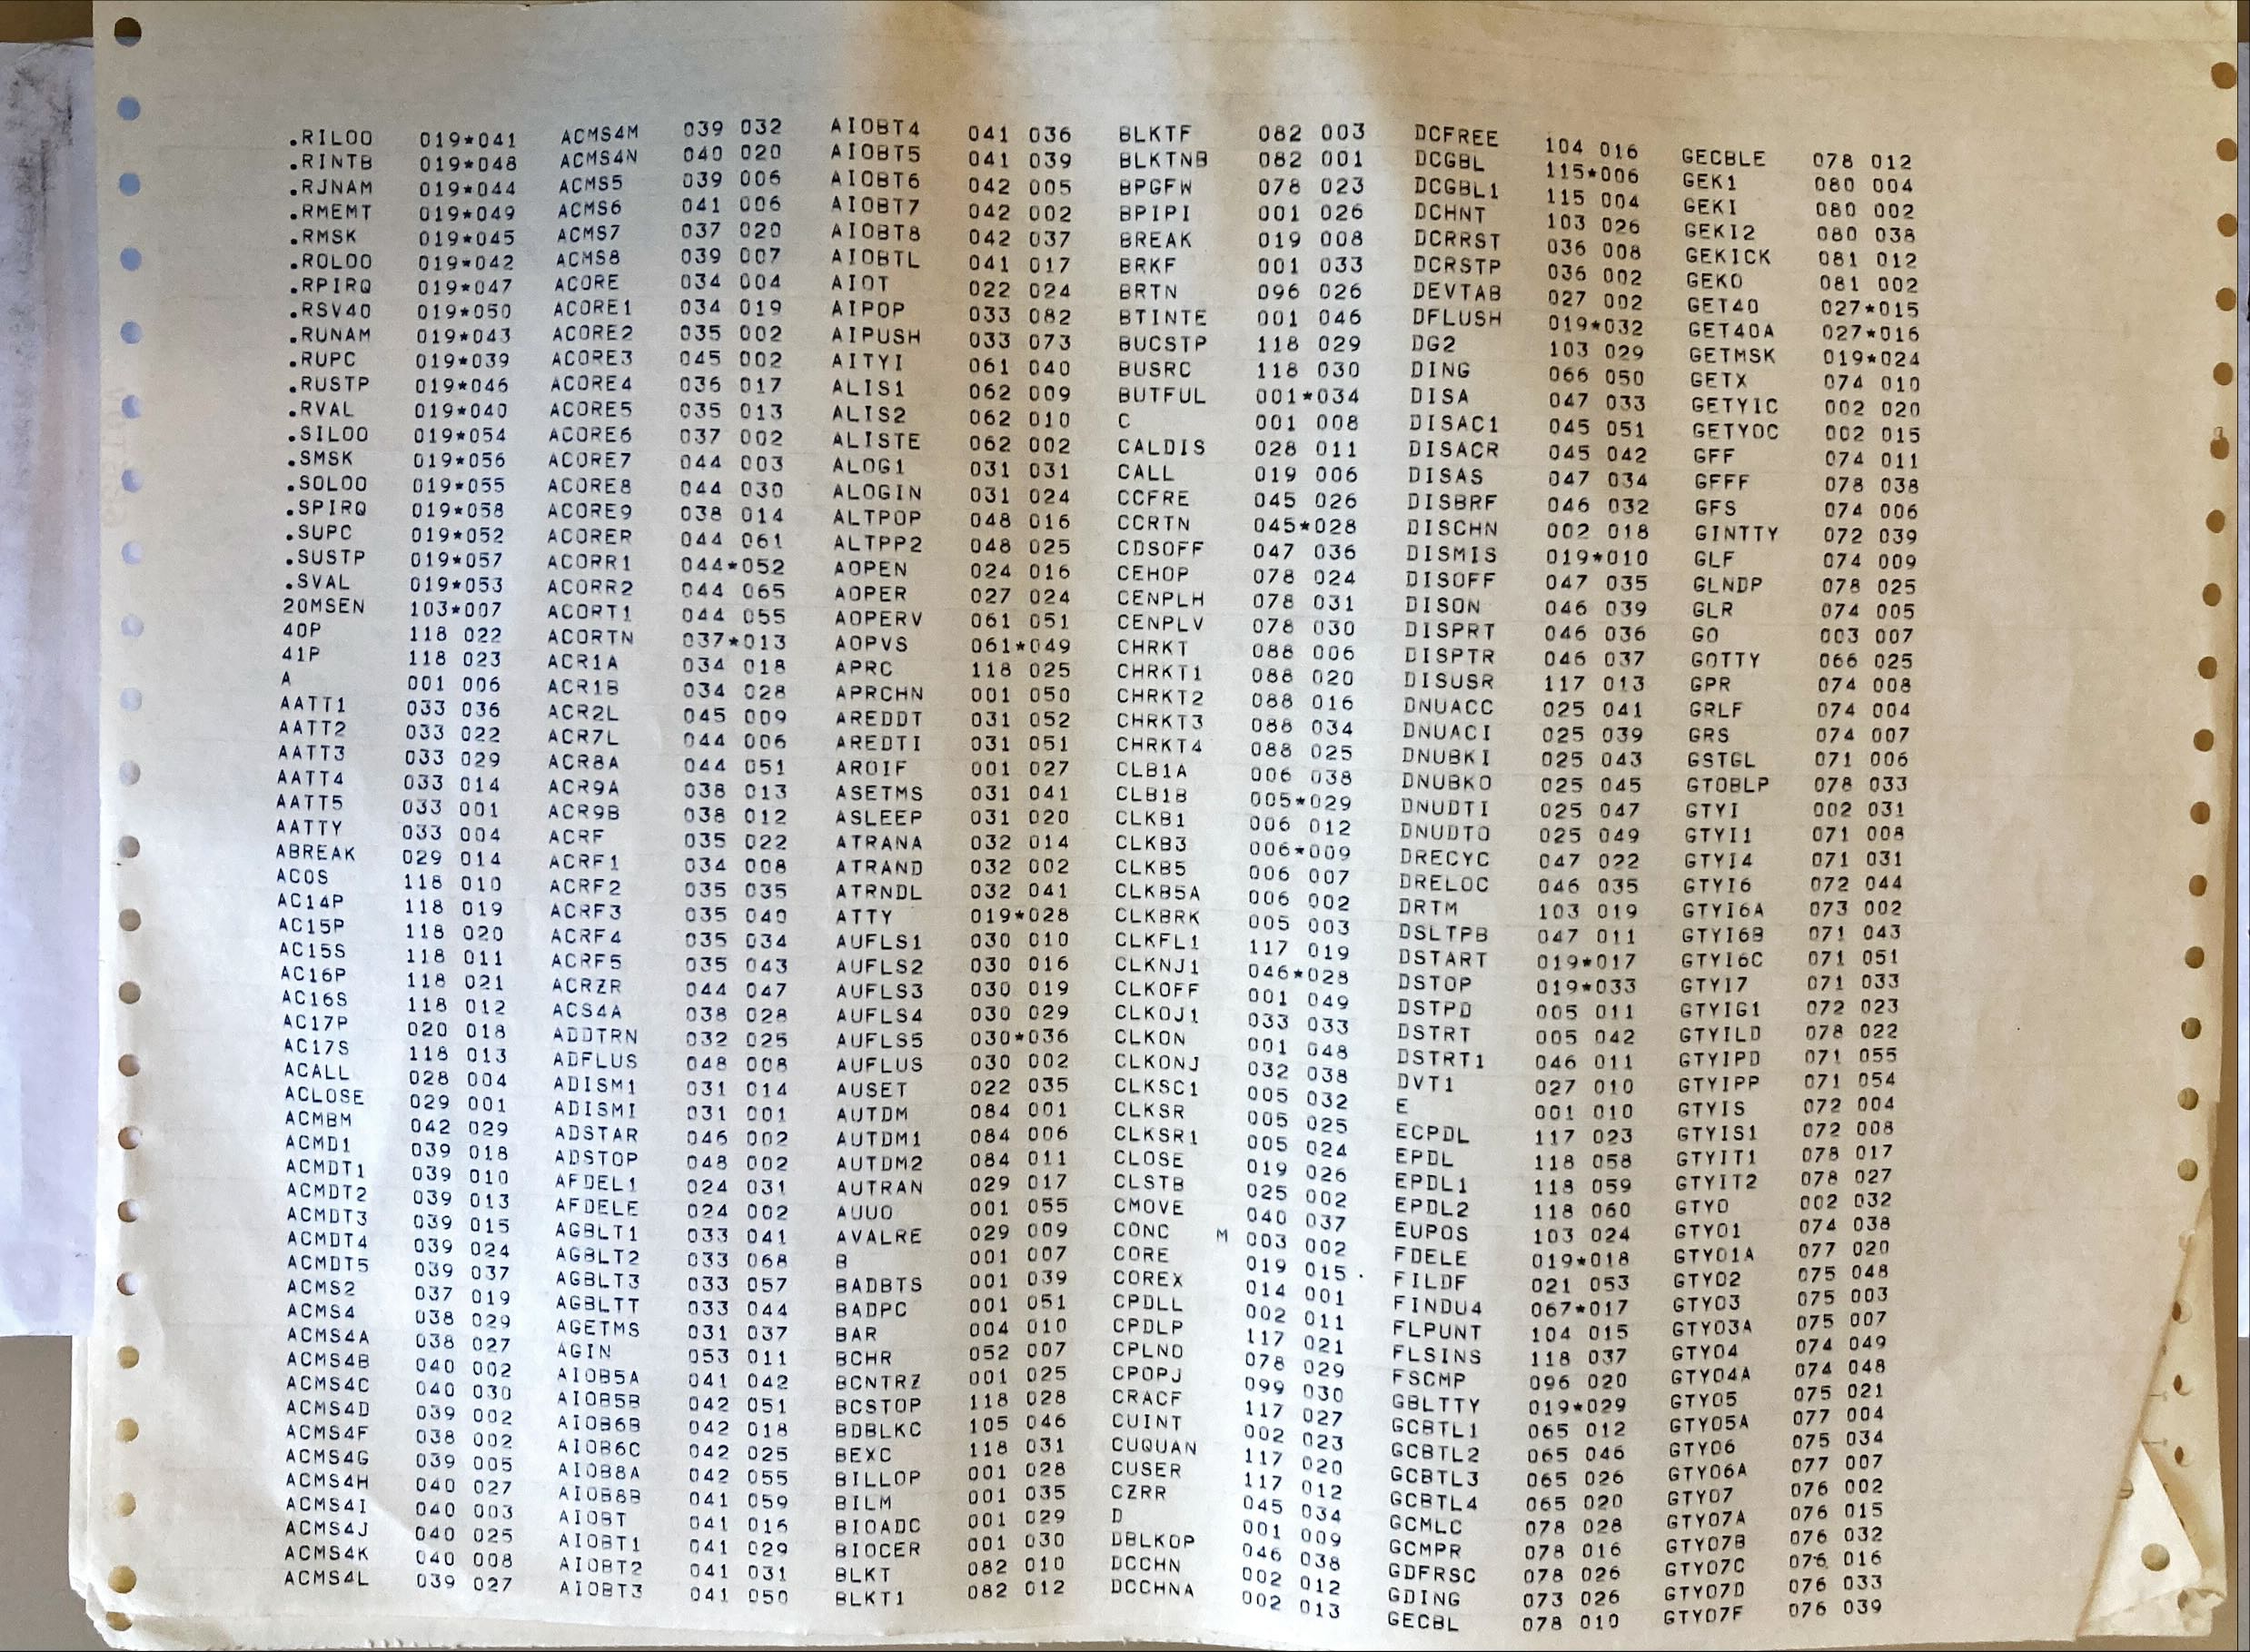 .RILOO 019*041
.RINTB 019*048
.RJNAM 019*044
.RMEMT 019*049
.RMSK 019*045
.ROLOO 019*042
.RPIRQ 019*047
.RSV40 019*050
.RUNAM 019*043
.RUPC 019*039
.RUSTP 019*046
.RVAL 019*040
.SILOO 019*054
.SMSK 019*056
.SOLOO 019*055
.SPIRQ 019*058
.SUPC 019*052
.SUSTP 019*057
.SVAL 019*053
20MSEN 103*007
40P 118 022
41P 118 023
A 001 006
AATT1 033 036
AATT2 033 022
AATT3 033 029
AATT4 033 014
AATT5 033 001
AATTY 033 004
ABREAK 029 014
AC0S 118 010
AC14P 118 019
AC15P 118 020
AC15S 118 011
AC16P 118 021
AC16S 118 012
AC17P 020 018
AC17S 118 013
ACALL 028 004
ACLOSE 029 001
ACMBM 042 029
ACMD1 039 018
ACMDT1 039 010
ACMDT2 039 013
ACMDT3 039 015
ACMDT4 039 024
ACMDT5 039 037
ACMS2 037 019
ACMS4 038 029
ACMS4A 038 027
ACMS4B 040 002
ACMS4C 040 030
ACMS4D 039 002
ACMS4F 038 002
ACMS4G 039 005
ACMS4H 040 027
ACMS4I 040 003
ACMS4J 040 025
ACMS4K 040 008
ACMS4L 039 027
ACMS4M 039 032
ACMS4N 040 020
ACMS5 039 006
ACMS6 041 006
ACMS7 037 020
ACMS8 039 007
ACORE 034 004
ACORE1 034 019
ACORE2 035 002
ACORE3 045 002
ACORE4 036 017
ACORE5 035 013
ACORE6 037 002
ACORE7 044 003
ACORE8 044 030
ACORE9 038 014
ACORER 044 061
ACORR1 044*052
ACORR2 044 065
ACORT1 044 055
ACORTN 037*013
ACR1A 034 018
ACR1B 034 028
ACR2L 045 009
ACR7L 044 006
ACR8A 044 051
ACR9A 038 013
ACR9B 038 012
ACRF 035 022
ACRF1 034 008
ACRF2 035 035
ACRF3 035 040
ACRF4 035 034
ACRF5 035 043
ACRZR 044 047
ACS4A 038 028
ADDTRN 032 025
ADFLUS 048 008
ADISM1 031 014
ADISMI 031 001
ADSTAR 046 002
ADSTOP 048 002
AFDEL1 024 031
AFDELE 024 002
AGBLT1 033 041
AGBLT2 033 068
AGBLT3 033 057
AGBLTT 033 044
AGETMS 031 037
AGIN 053 011
AIOB5A 041 042
AIOB5B 042 051
AIOB6B 042 018
AIOB6C 042 025
AIOB8A 042 055
AIOB8B 041 059
AIOBT 041 016
AIOBT1 041 029
AIOBT2 041 031
AIOBT3 041 050
AIOBT4 041 036
AIOBT5 041 039
AIOBT6 042 005
AIOBT7 042 002
AIOBT8 042 037
AIOBTL 041 017
AIOT 022 024
AIPOP 033 082
AIPUSH 033 073
AITYI 061 040
ALIS1 062 009
ALIS2 062 010
ALISTE 062 002
ALOG1 031 031
ALOGIN 031 024
ALTPOP 048 016
ALTPP2 048 025
AOPEN 024 016
AOPER 027 024
AOPERV 061 051
AOPVS 061*049
APRC 118 025
APRCHN 001 050
AREDDT 031 052
AREDTI 031 051
AROIF 001 027
ASETMS 031 041
ASLEEP 031 020
ATRANA 032 014
ATRAND 032 002
ATRNDL 032 041
ATTY 019*028
AUFLS1 030 010
AUFLS2 030 016
AUFLS3 030 019
AUFLS4 030 029
AUFLS5 030*036
AUFLUS 030 002
AUSET 022 035
AUTDM 084 001
AUTDM1 084 006
AUTDM2 084 011
AUTRAN 029 017
AUUO 001 055
AVALRE 029 009
B 001 007
BADBTS 001 039
BADPC 001 051
BAR 004 010
BCHR 052 007
BCNTRZ 001 025
BCSTOP 118 028
BDBLKC 105 046
BEXC 118 031
BILLOP 001 028
BILM 001 035
BIOADC 001 029
BIOCER 001 030
BLKT 082 010
BLKT1 082 012
BLKTF 082 003
BLKTNB 082 001
BPGFW 078 023
BPIPI 001 026
BREAK 019 008
BRKF 001 033
BRTN 096 026
BTINTE 001 046
BUCSTP 118 029
BUSRC 118 030
BUTFUL 001*034
C 001 008
CALDIS 028 011
CALL 019 006
CCFRE 045 026
CCRTN 045*028
CDSOFF 047 036
CEHOP 078 024
CENPLH 078 031
CENPLV 078 030
CHRKT 088 006
CHRKT1 088 020
CHRKT2 088 016
CHRKT3 088 034
CHRKT4 088 025
CLB1A 006 038
CLB1B 005*029
CLKB1 006 012
CLKB3 006*009
CLKB5 006 007
CLKB5A 006 002
CLKBRK 005 003
CLKFL1 117 019
CLKNJ1 046*028
CLKOFF 001 049
CLKOJ1 033 033
CLKON 001 048
CLKONJ 032 038
CLKSC1 005 032
CLKSR 005 025
CLKSR1 005 024
CLOSE 019 026
CLSTB 025 002
CMOVE 040 037
CONC M 003 002
CORE 019 015
COREX 014 001
CPDLL 002 011
CPDLP 117 021
CPLNO 078 029
CPOPJ 099 030
CRACF 117 027
CUINT 002 023
CUQUAN 117 020
CUSER 117 012
CZRR 045 034
D 001 009
DBLKOP 046 038
DCCHN 002 012
DCCHNA 002 013
DCFREE 104 016
DCGBL 115*006
DCGBL1 115 004
DCHNT 103 026
DCRRST 036 008
DCRSTP 036 002
DEVTAB 027 002
DFLUSH 019*032
DG2 103 029
DING 066 050
DISA 047 033
DISAC1 045 051
DISACR 045 042
DISAS 047 034
DISBRF 046 032
DISCHN 002 018
DISMIS 019*010
DISOFF 047 035
DISON 046 039
DISPRT 046 036
DISPTR 046 037
DISUSR 117 013
DNUACC 025 041
DNUACI 025 039
DNUBKI 025 043
DNUBKO 025 045
DNUDTI 025 047
DNUDTO 025 049
DRECYC 047 022
DRELOC 046 035
DRTM 103 019
DSLTPB 047 011
DSTART 019*017
DSTOP 019*033
DSTPD 005 011
DSTRT 005 042
DSTRT1 046 011
DVT1 027 010
E 001 010
ECPDL 117 023
EPDL 118 058
EPDL1 118 059
EPDL2 118 060
EUPOS 103 024
FDELE 019*018
FILDF 021 053
FINDU4 067*017
FLPUNT 104 015
FLSINS 118 037
FSCMP 096 020
GBLTTY 019*029
GCBTL1 065 012
GCBTL2 065 046
GCBTL3 065 026
GCBTL4 065 020
GCMLC 078 028
GCMPR 078 016
GDFRSC 078 026
GDING 073 026
GECBL 078 010
GECBLE 078 012
GEK1 080 004
GEKI 080 002
GEKI2 080 038
GEKICK 081 012
GEKO 081 002
GET40 027*015
GET40A 027*016
GETMSK 019*024
GETX 074 010
GETYIC 002 020
GETYOC 002 015
GFF 074 011
GFFF 078 038
GFS 074 006
GINTTY 072 039
GLF 074 009
GLNDP 078 025
GLR 074 005
GO 003 007
GOTTY 066 025
GPR 074 008
GRLF 074 004
GRS 074 007
GSTGL 071 006
GTOBLP 078 033
GTYI 002 031
GTYI1 071 008
GTYI4 071 031
GTYI6 072 044
GTYI6A 073 002
GTYI6B 071 043
GTYI6C 071 051
GTYI7 071 033
GTYIG1 072 023
GTYILD 078 022
GTYIPD 071 055
GTYIPP 071 054
GTYIS 072 004
GTYIS1 072 008
GTYIT1 078 017
GTYIT2 078 027
GTYO 002 032
GTYO1 074 038
GTYO1A 077 020
GTYO2 075 048
GTYO3 075 003
GTYO3A 075 007
GTYO4 074 049
GTYO4A 074 048
GTYO5 075 021
GTYO5A 077 004
GTYO6 075 034
GTYO6A 077 007
GTYO7 076 002
GTYO7A 076 015
GTYO7B 076 032
GTYO7C 076 016
GTYO7D 076 033
GTYO7F 076 039